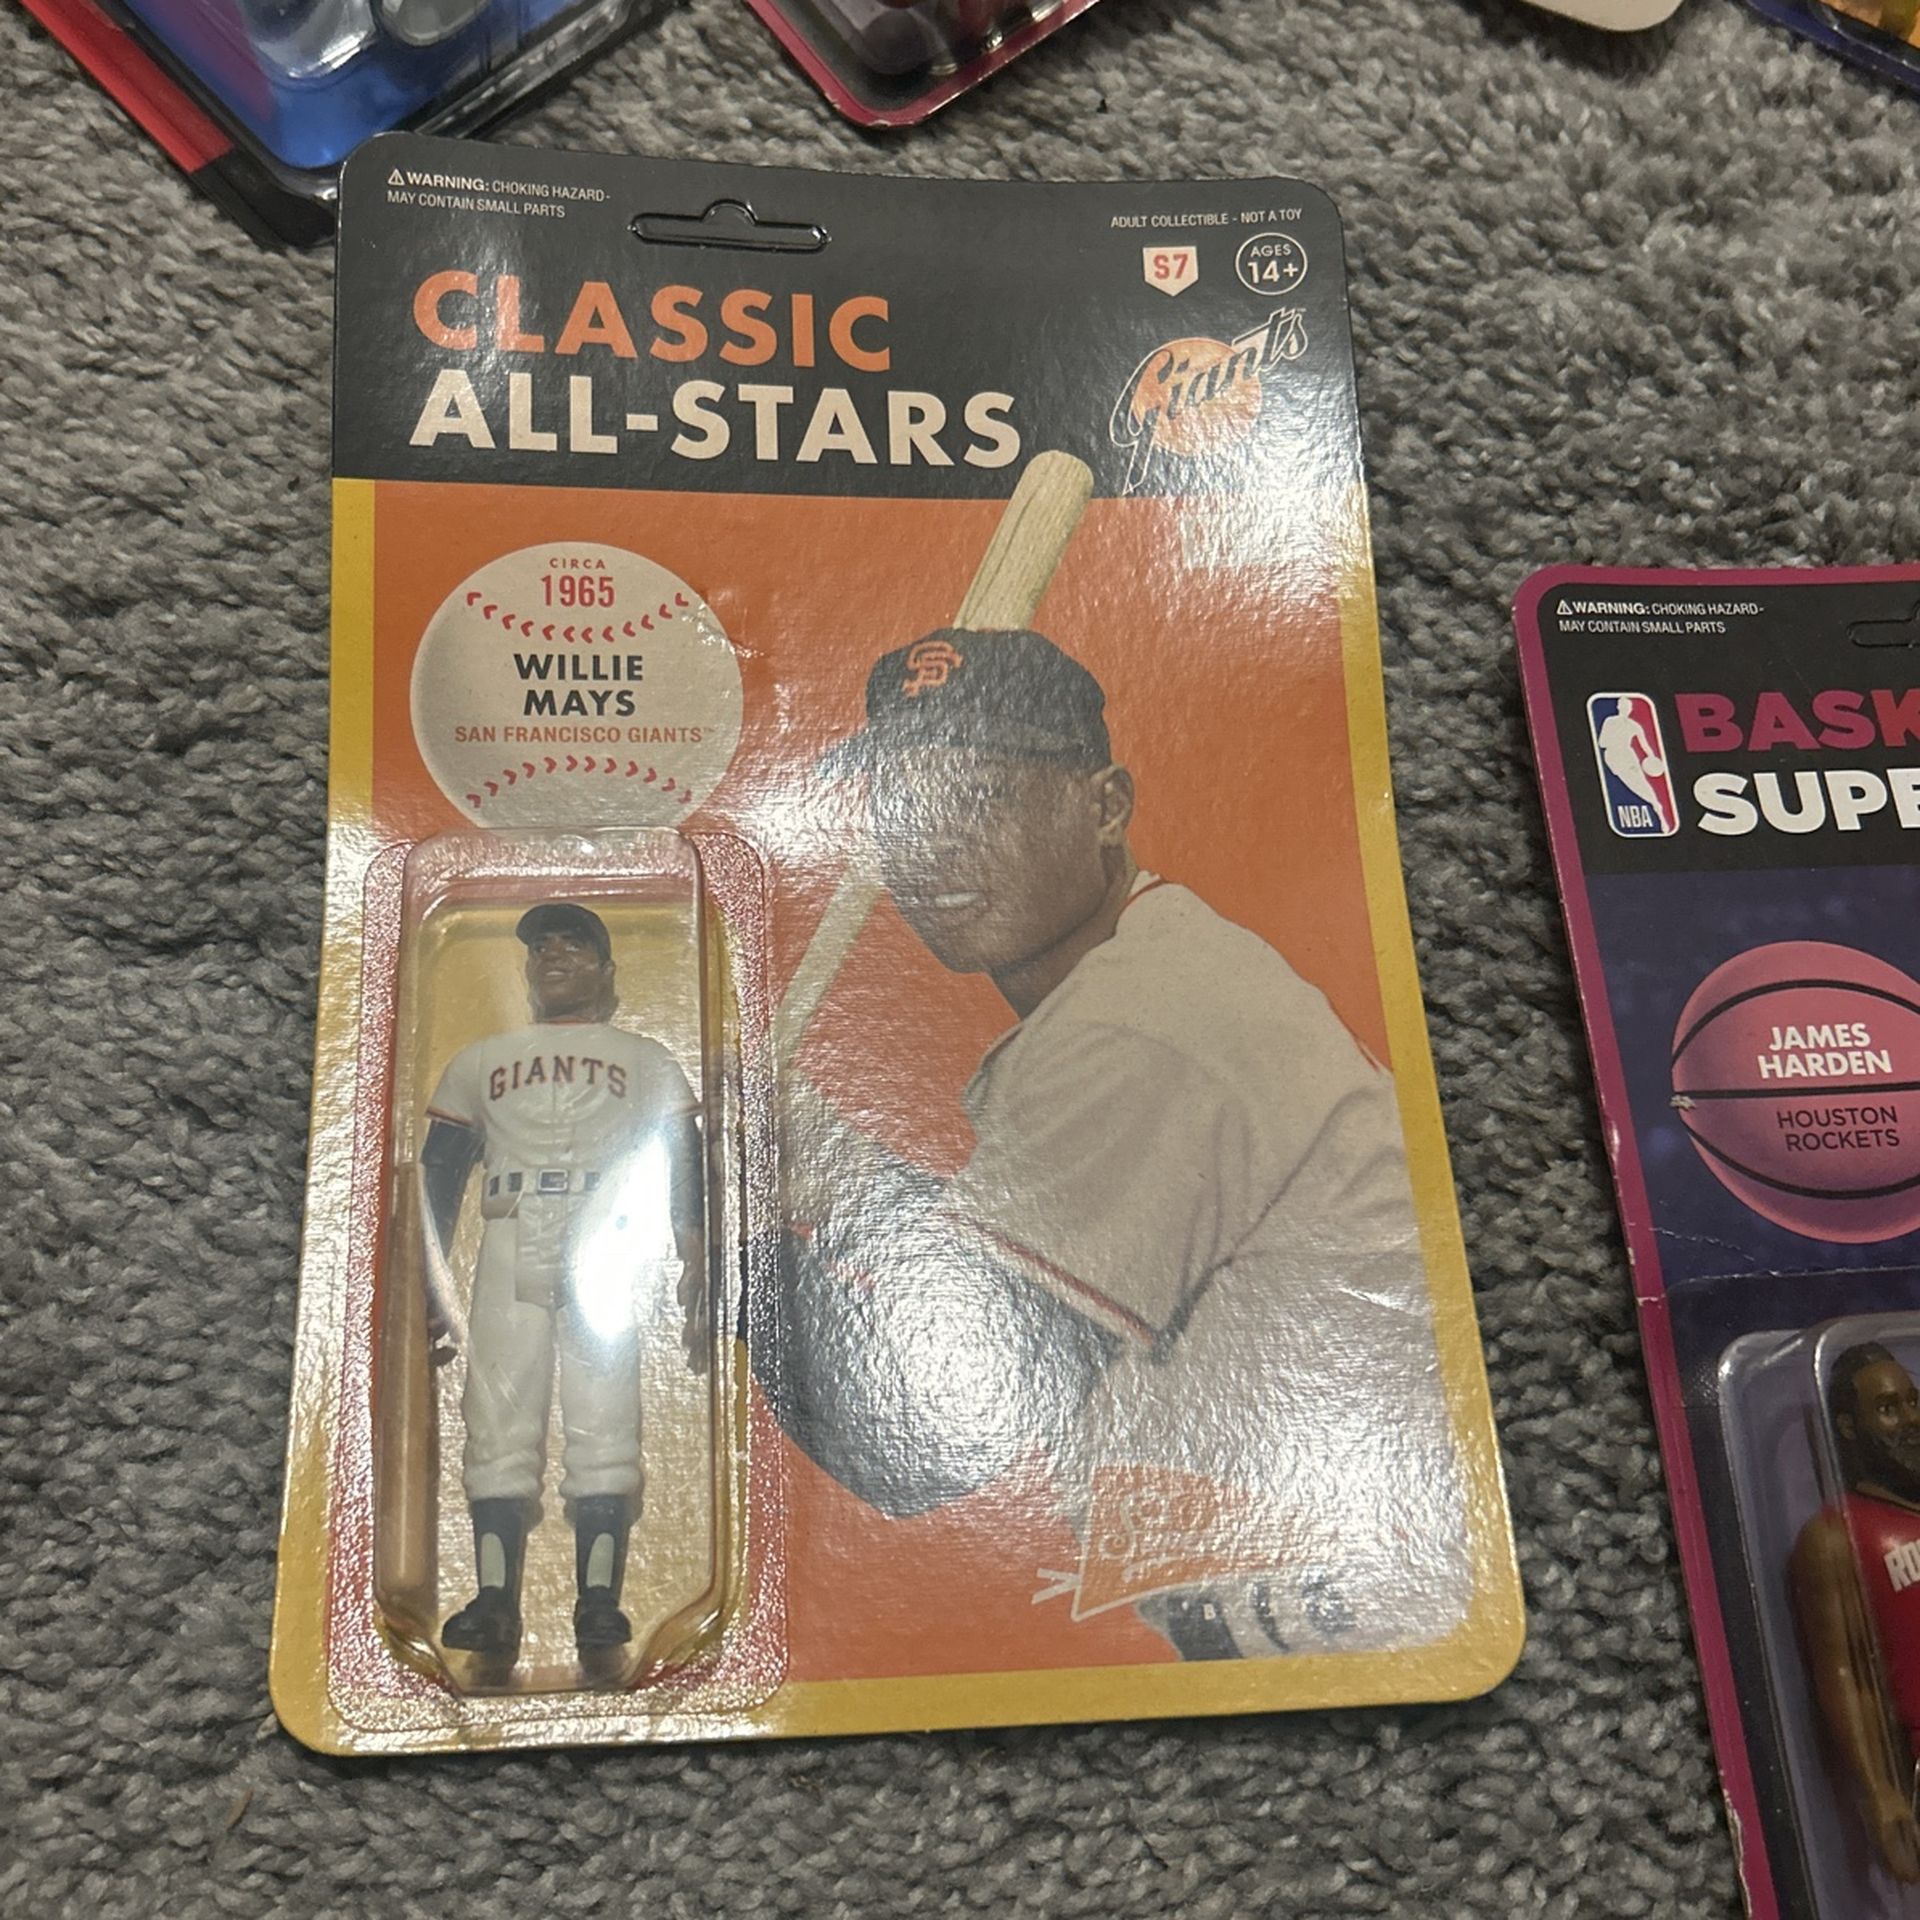 ⚠WARNING: CHOKING HAZARD-
MAY CONTAIN SMALL PARTS
ADULT COLLECTIBLE - NOT A TOY
S7
AGES
14+
CLASSIC
ALL-STARS
Giants
CIRCA
1965
WILLIE
MAYS
SAN FRANCISCO GIANTS™
SF
GIANTS
⚠WARNING: CHOKING HAZARD-
MAY CONTAIN SMALL PARTS
NBA
BASK
SUPE
JAMES
HARDEN
HOUSTON
ROCKETS